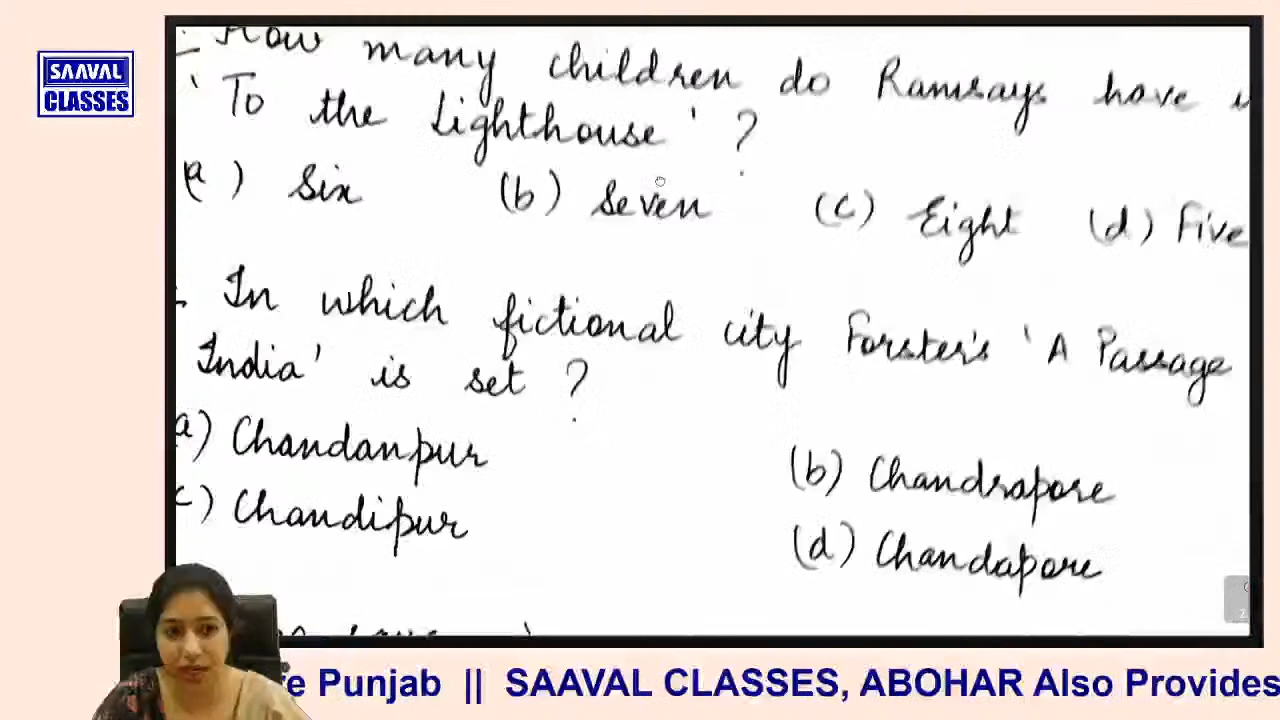 SAAVAL
CLASSES
How many children do Ramsays have
'To the Lighthouse' ?
(a) Six (b) Seven (c) Eight (d) Five
In which fictional city Forster's 'A Passage
India' is set ?
a) Chandanpur (b) Chandrapore
c) Chandipur (d) Chandapore
Punjab || SAAVAL CLASSES, ABOHAR Also Provides